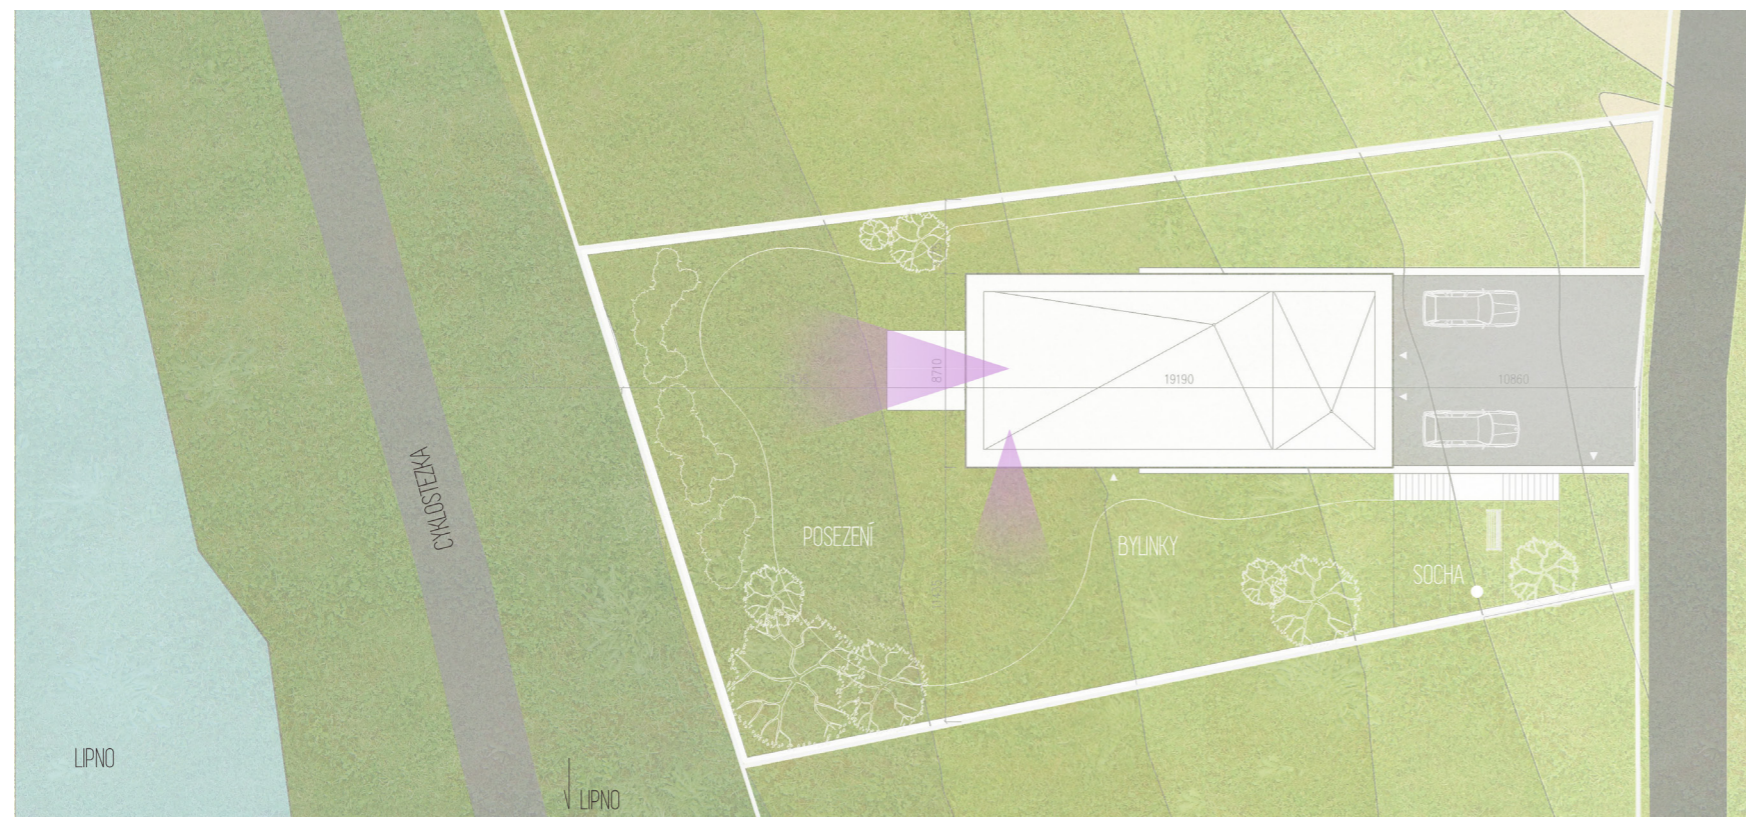 8710
19190
10860
CYKLOSTEZKA
POSEZENÍ
BYLINKY
SOCHA
LIPNO
LIPNO